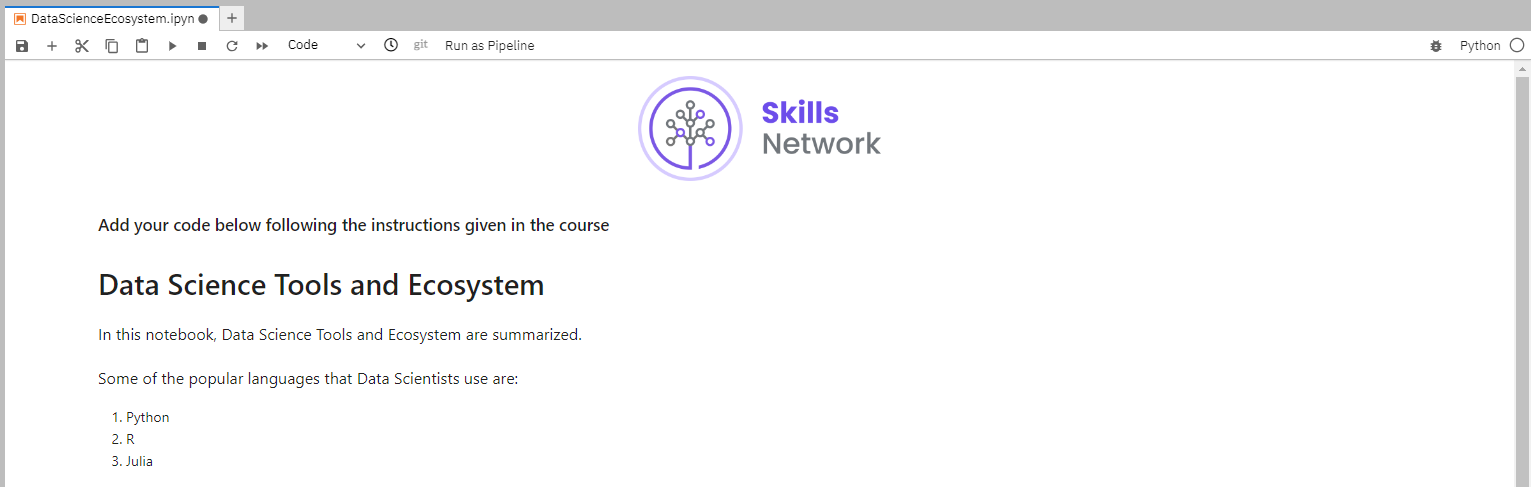 DataScienceEcosystem.ipyn
Code git Run as Pipeline Python
Skills
Network
Add your code below following the instructions given in the course
Data Science Tools and Ecosystem
In this notebook, Data Science Tools and Ecosystem are summarized.
Some of the popular languages that Data Scientists use are:
1. Python
2. R
3. Julia